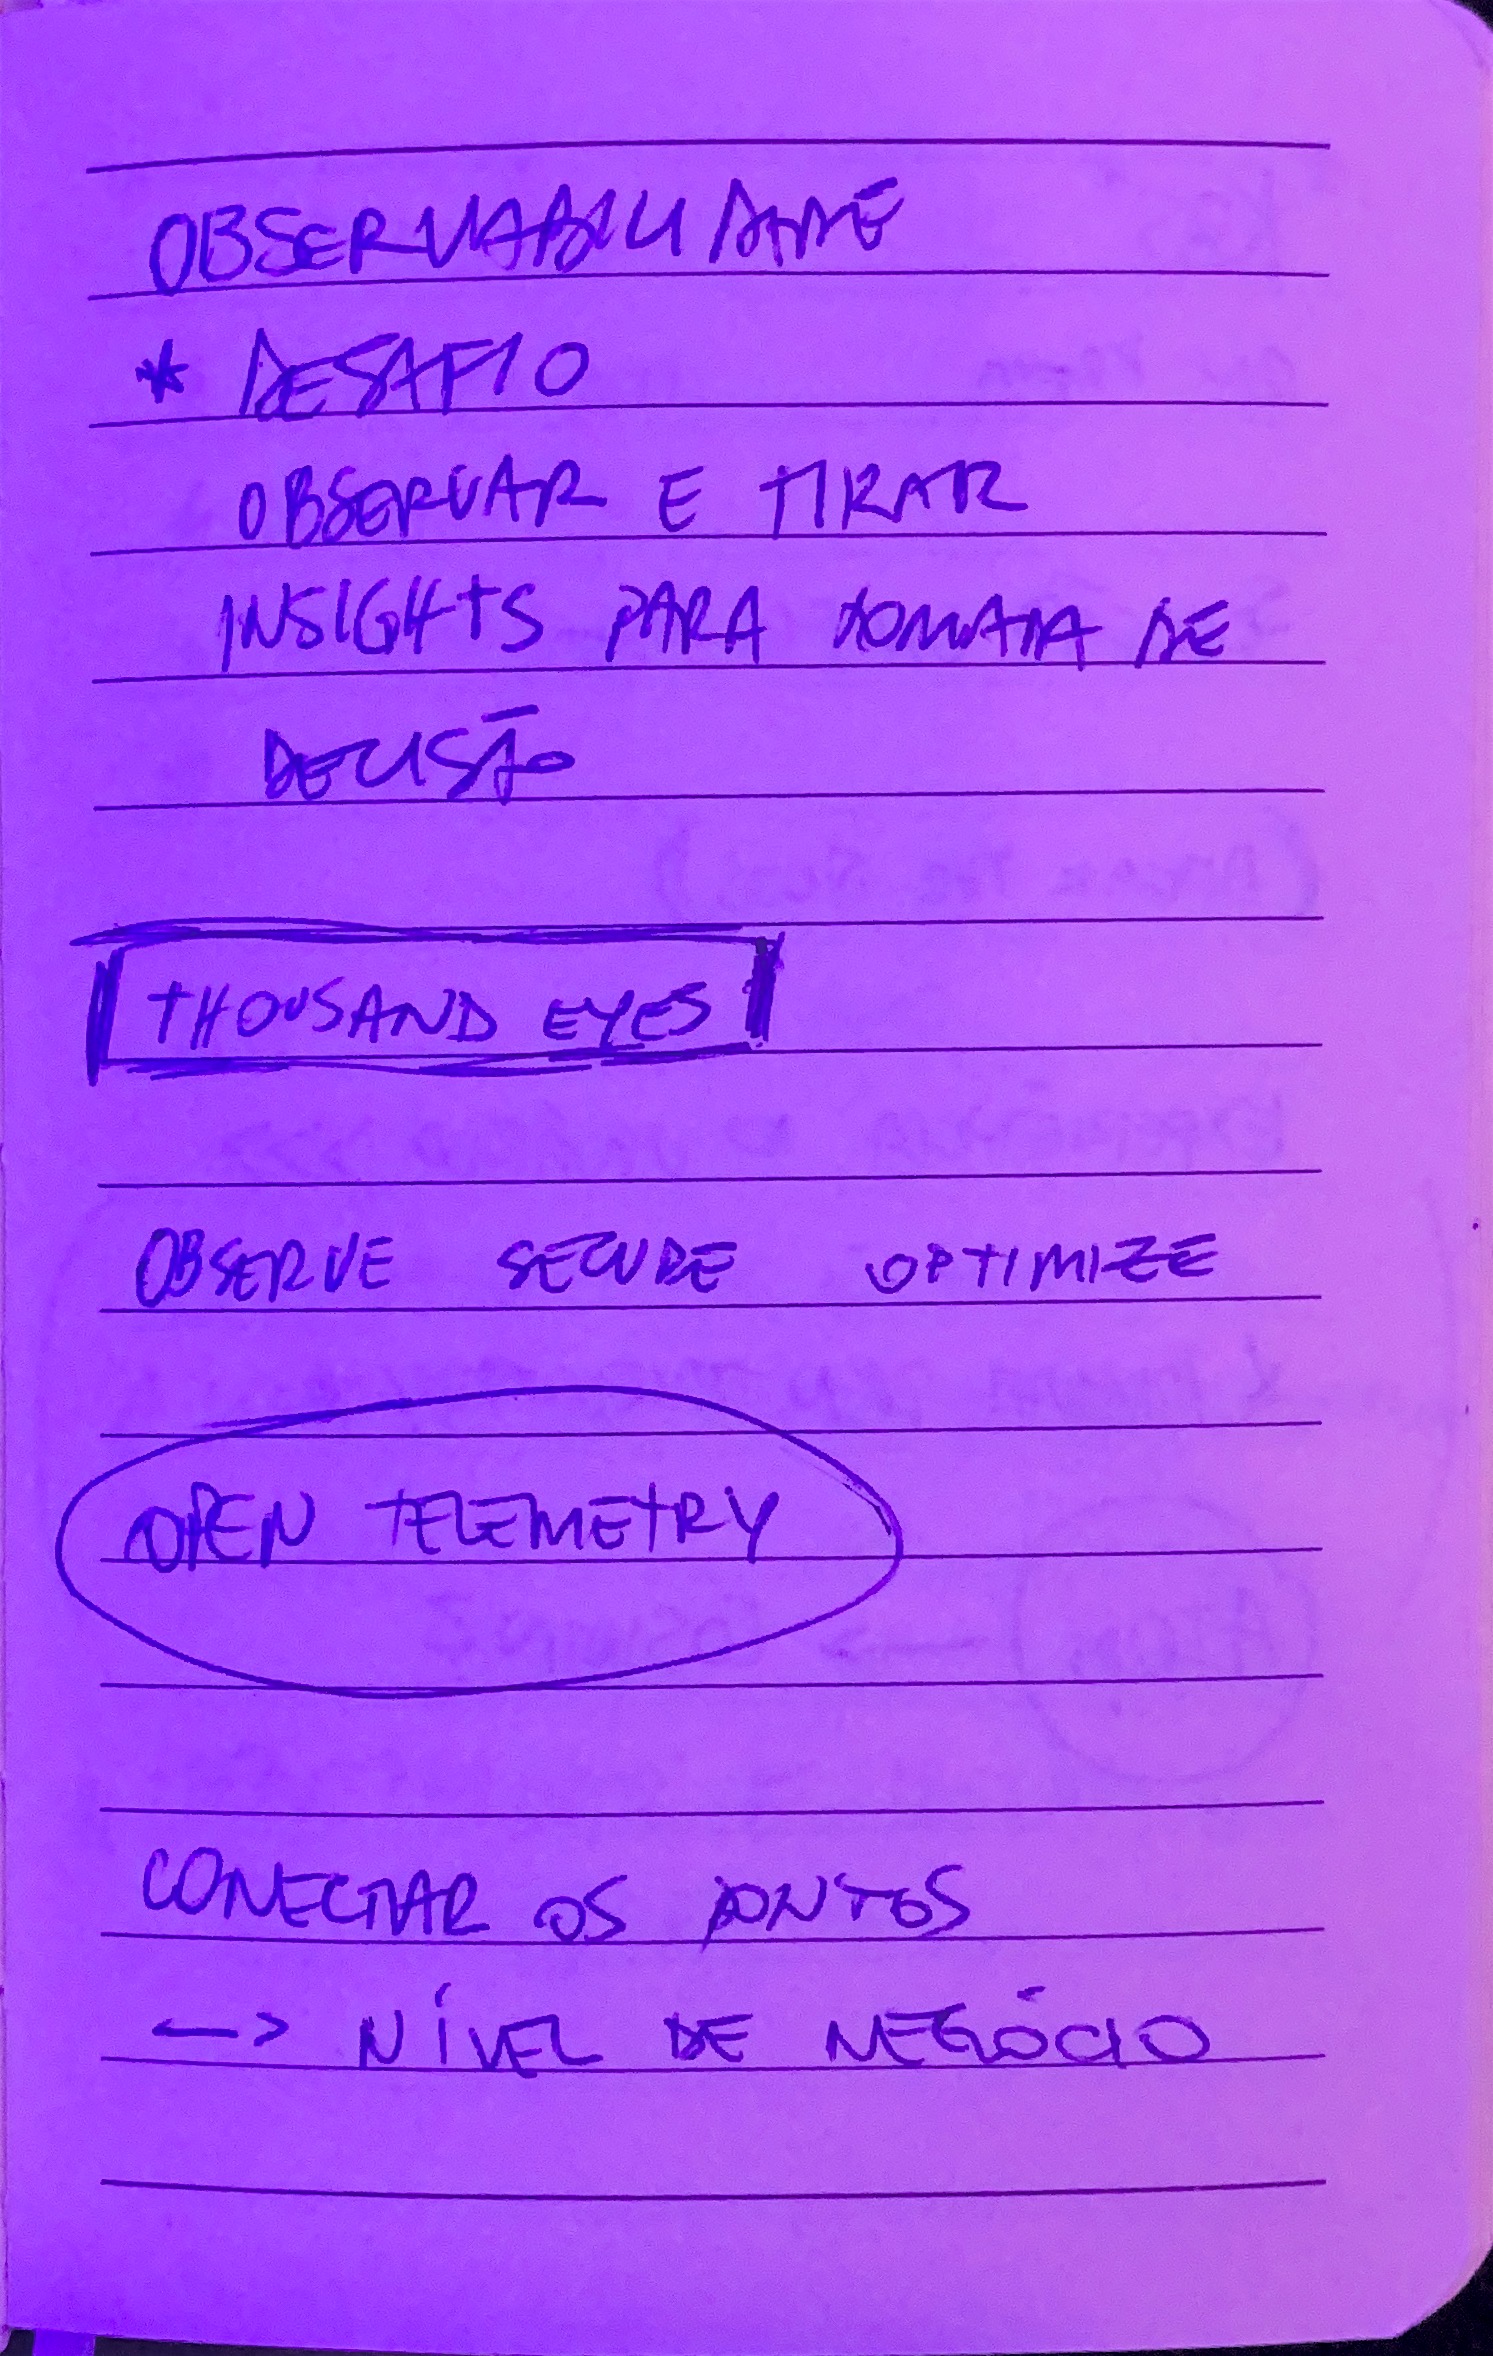 OBSERVABILIDADE
* DESAFIO
OBSERVAR E TIRAR
INSIGHTS PARA TOMADA DE
DECISÃO
THOUSAND EYES
OBSERVE SECURE OPTIMIZE
OPEN TELEMETRY
CONECTAR OS PONTOS
-> NÍVEL DE NEGÓCIO